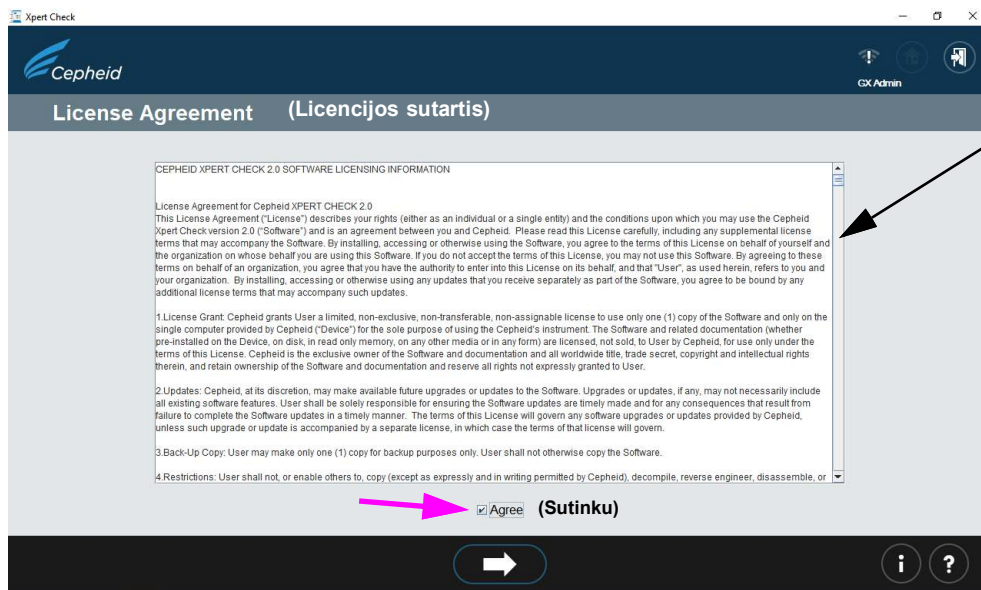 Xpert Check
Cepheid
GX Admin
License Agreement (Licencijos sutartis)
CEPHEID XPERT CHECK 2.0 SOFTWARE LICENSING INFORMATION
License Agreement for Cepheid XPERT CHECK 2.0
This License Agreement ("License") describes your rights (either as an individual or a single entity) and the conditions upon which you may use the Cepheid
Xpert Check version 2.0 ("Software") and is an agreement between you and Cepheid. Please read this License carefully, including any supplemental license
terms that may accompany the Software. By installing, accessing or otherwise using the Software, you agree to the terms of this License on behalf of yourself and
the organization on whose behalf you are using this Software. If you do not accept the terms of this License, you may not use this Software. By agreeing to these
terms on behalf of an organization, you agree that you have the authority to enter into this License on its behalf, and that "User", as used herein, refers to you and
your organization. By installing, accessing or otherwise using any updates that you receive separately as part of the Software, you agree to be bound by any
additional license terms that may accompany such updates.
1.License Grant: Cepheid grants User a limited, non-exclusive, non-transferable, non-assignable license to use only one (1) copy of the Software and only on the
single computer provided by Cepheid ("Device") for the sole purpose of using the Cepheid's instrument. The Software and related documentation (whether
pre-installed on the Device, on disk, in read only memory, on any other media or in any form) are licensed, not sold, to User by Cepheid, for use only under the
terms of this License. Cepheid is the exclusive owner of the Software and documentation and all worldwide title, trade secret, copyright and intellectual rights
therein, and retain ownership of the Software and documentation and reserve all rights not expressly granted to User.
2.Updates: Cepheid, at its discretion, may make available future upgrades or updates to the Software. Upgrades or updates, if any, may not necessarily include
all existing software features. User shall be solely responsible for ensuring the Software updates are timely made and for any consequences that result from
failure to complete the Software updates in a timely manner. The terms of this License will govern any software upgrades or updates provided by Cepheid,
unless such upgrade or update is accompanied by a separate license, in which case the terms of that license will govern.
3.Back-Up Copy: User may make only one (1) copy for backup purposes only. User shall not otherwise copy the Software.
4.Restrictions: User shall not, or enable others to, copy (except as expressly and in writing permitted by Cepheid), decompile, reverse engineer, disassemble, or
Agree (Sutinku)
i ?